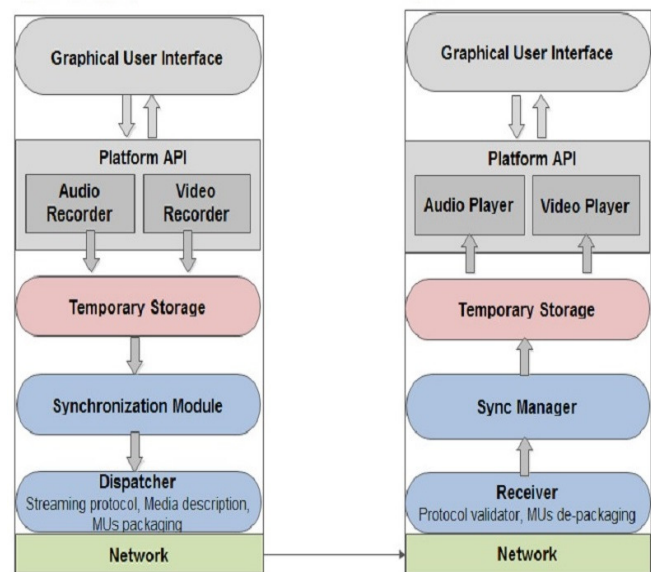 Graphical User Interface
Platform API
Audio
Recorder
Video
Recorder
Temporary Storage
Synchronization Module
Dispatcher
Streaming protocol, Media description,
MUs packaging
Network
Graphical User Interface
Platform API
Audio Player
Video Player
Temporary Storage
Sync Manager
Receiver
Protocol validator, MUs de-packaging
Network